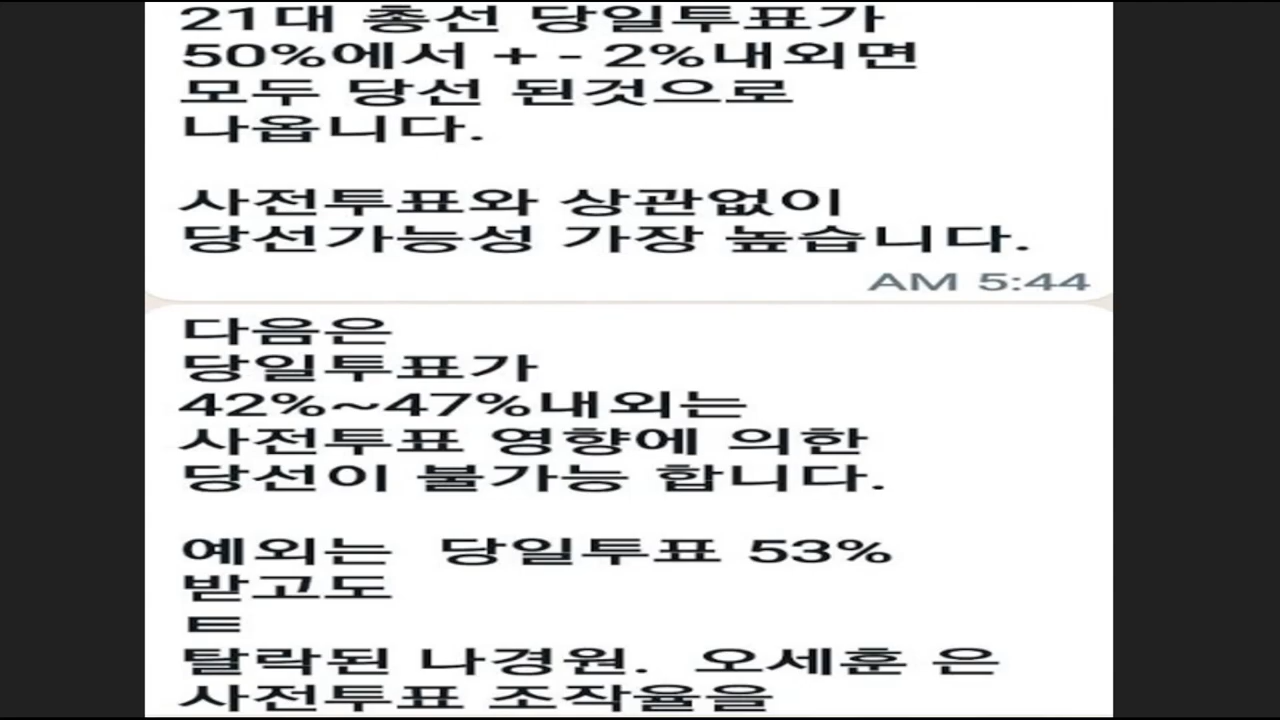 21대 총선 당일투표가
50%에서 + - 2%내외면
모두 당선 된것으로
나옵니다.
사전투표와 상관없이
당선가능성 가장 높습니다.
AM 5:44
다음은
당일투표가
42%~47%내외는
사전투표 영향에 의한
당선이 불가능 합니다.
예외는 당일투표 53%
받고도
ㅌ
탈락된 나경원. 오세훈 은
사전투표 조작율을